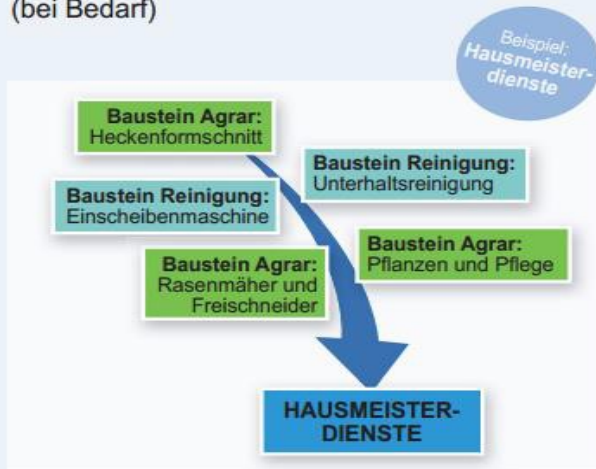 (bei Bedarf)
Beispiel:
Hausmeister-
dienste
Baustein Agrar:
Heckenformschnitt
Baustein Reinigung:
Unterhaltsreinigung
Baustein Reinigung:
Einscheibenmaschine
Baustein Agrar:
Pflanzen und Pflege
Baustein Agrar:
Rasenmäher und
Freischneider
HAUSMEISTER-
DIENSTE